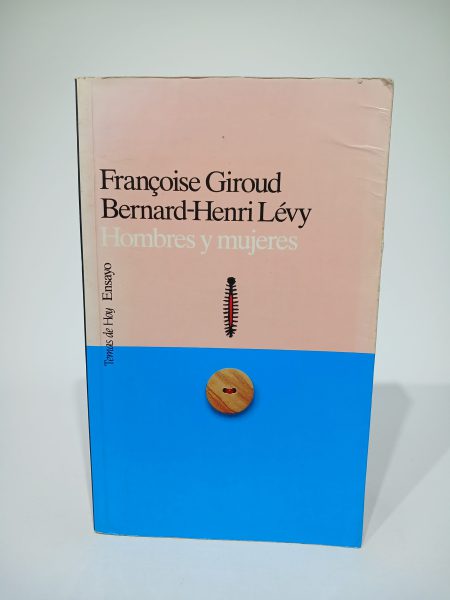 Françoise Giroud
Bernard-Henri Lévy
Hombres y mujeres
Temas de Hoy Ensayo